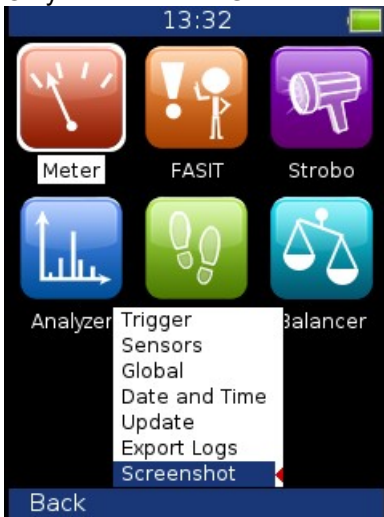 13:32
Meter FASIT Strobo
Analyzer Balancer
Trigger
Sensors
Global
Date and Time
Update
Export Logs
Screenshot
Back